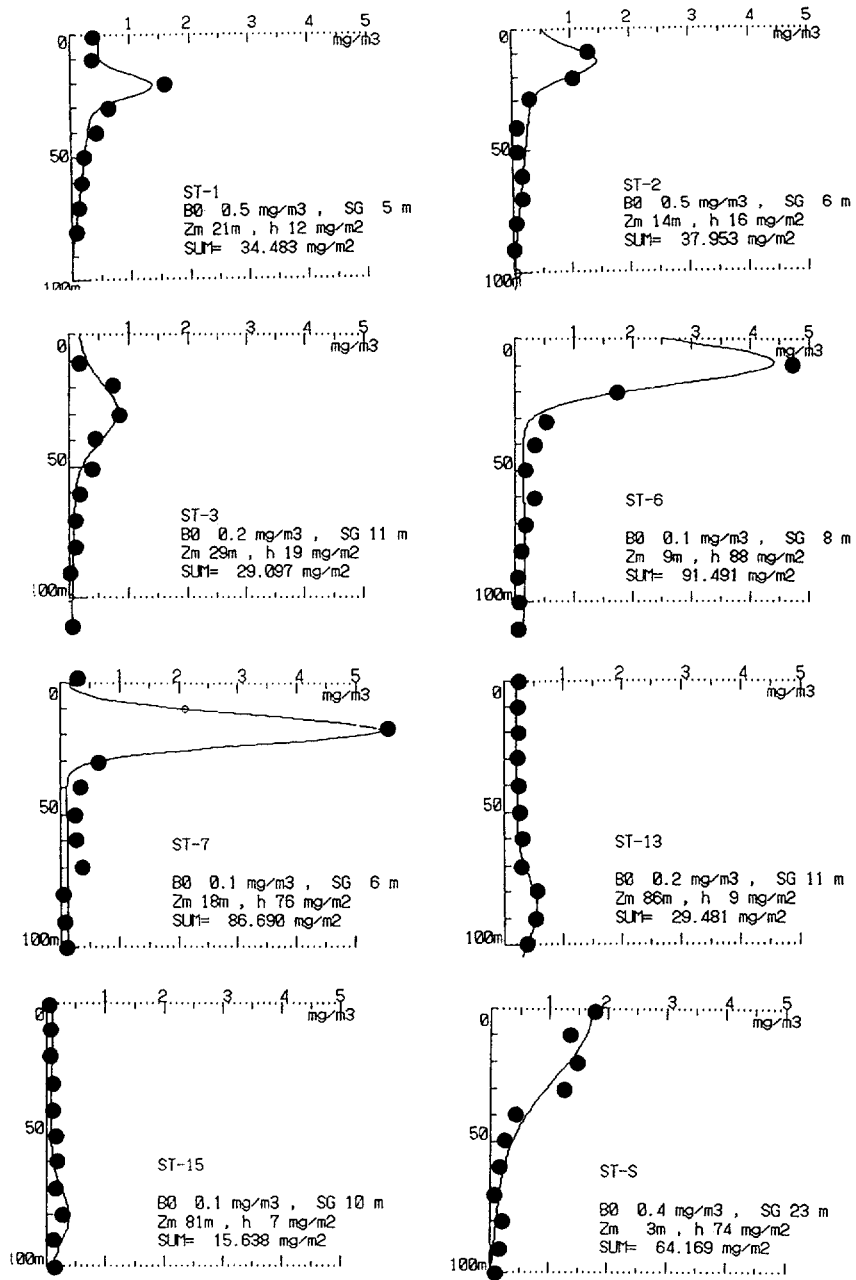 1 2 3 4 5
0 mg/m3
50
100m
ST-1
B0 0.5 mg/m3 , SG 5 m
Zm 21m , h 12 mg/m2
SUM= 34.483 mg/m2
1 2 3 4 5
0 mg/m3
50
100m
ST-2
B0 0.5 mg/m3 , SG 6 m
Zm 14m , h 16 mg/m2
SUM= 37.953 mg/m2
1 2 3 4 5
0 mg/m3
50
100m
ST-3
B0 0.2 mg/m3 , SG 11 m
Zm 29m , h 19 mg/m2
SUM= 29.097 mg/m2
1 2 3 4 5
0 mg/m3
50
100m
ST-6
B0 0.1 mg/m3 , SG 8 m
Zm 9m , h 88 mg/m2
SUM= 91.491 mg/m2
1 2 3 4 5
0 mg/m3
50
100m
ST-7
B0 0.1 mg/m3 , SG 6 m
Zm 18m , h 76 mg/m2
SUM= 86.690 mg/m2
1 2 3 4 5
0 mg/m3
50
100m
ST-13
B0 0.2 mg/m3 , SG 11 m
Zm 86m , h 9 mg/m2
SUM= 29.481 mg/m2
1 2 3 4 5
0 mg/m3
50
100m
ST-15
B0 0.1 mg/m3 , SG 10 m
Zm 81m , h 7 mg/m2
SUM= 15.638 mg/m2
1 2 3 4 5
0 mg/m3
50
100m
ST-S
B0 0.4 mg/m3 , SG 23 m
Zm 3m , h 74 mg/m2
SUM= 64.169 mg/m2